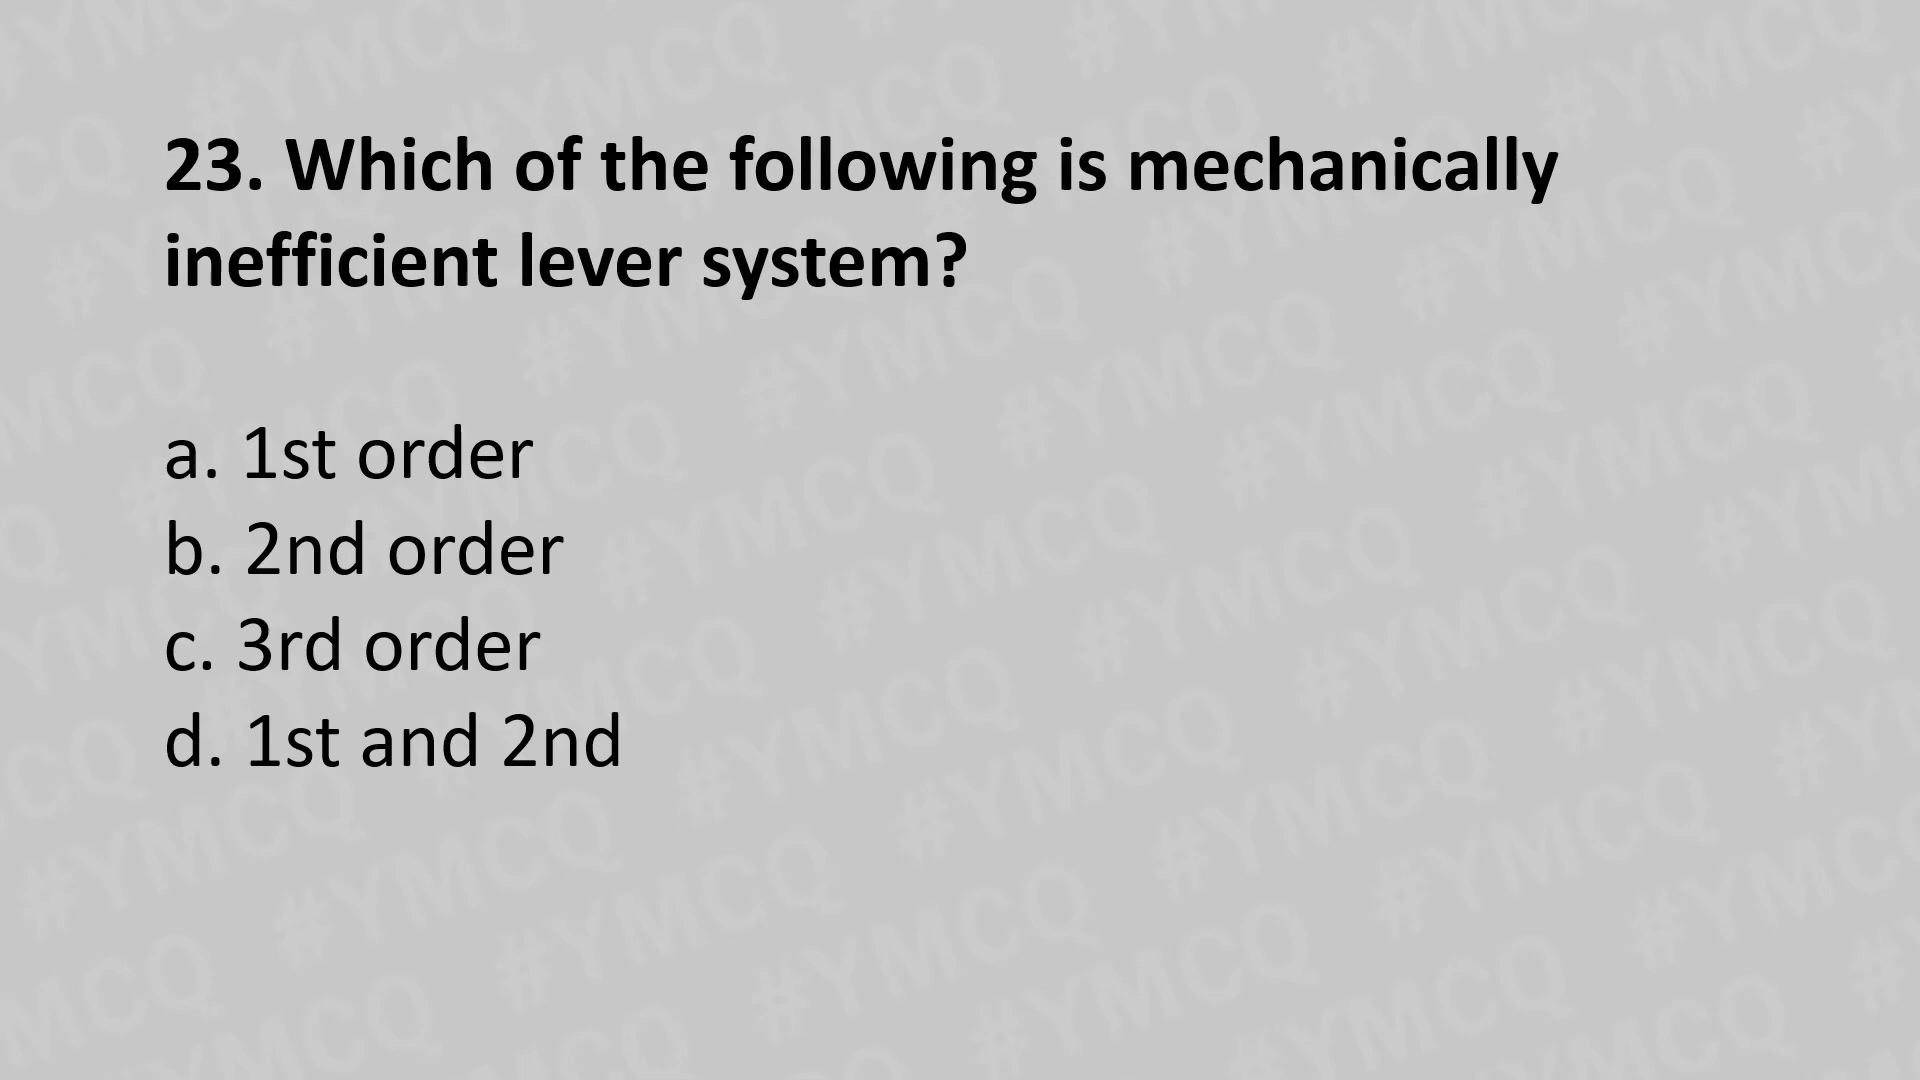 23. Which of the following is mechanically
inefficient lever system?
a. 1st order
b. 2nd order
c. 3rd order
d. 1st and 2nd
#YMCQ